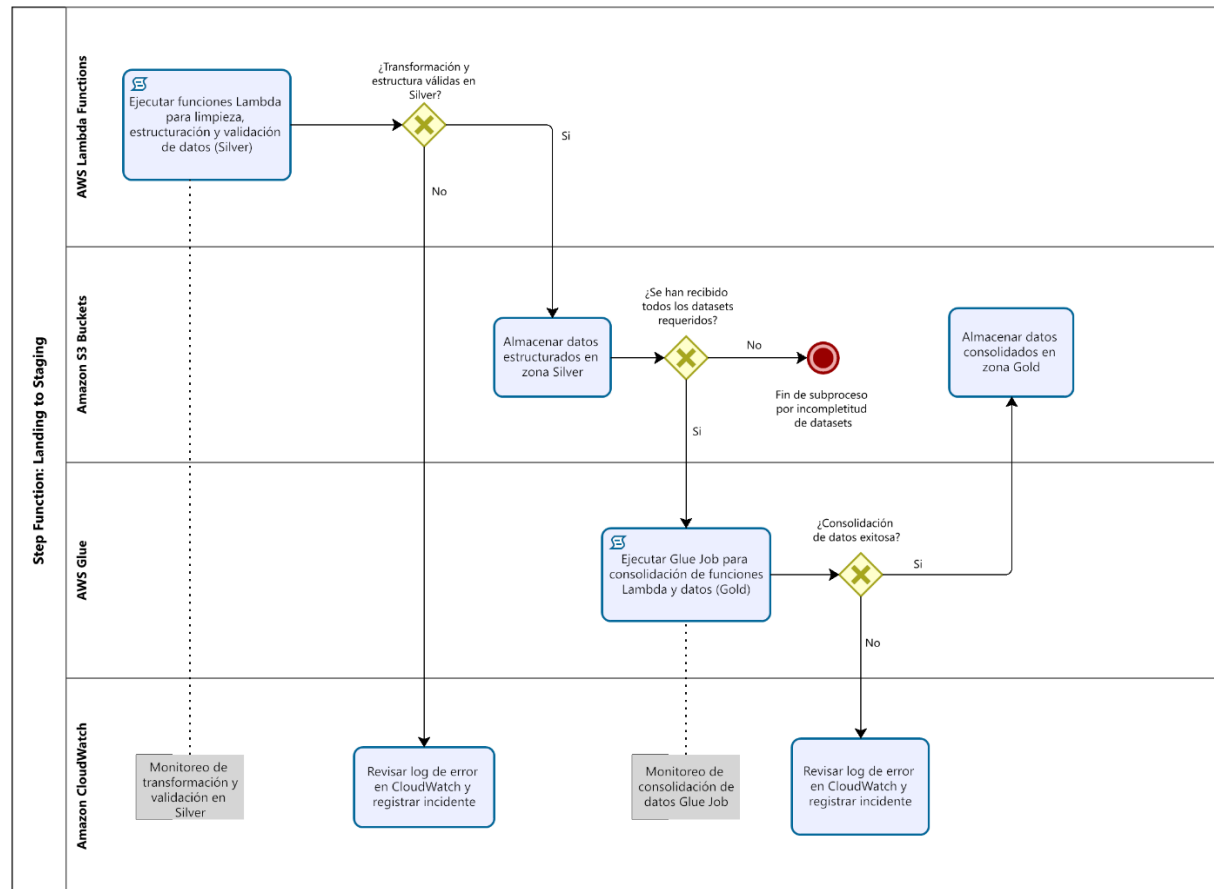 Step Function: Landing to Staging
AWS Lambda Functions
Ejecutar funciones Lambda
para limpieza,
estructuración y validación
de datos (Silver)
¿Transformación y
estructura válidas en
Silver?
Si
No
Amazon S3 Buckets
Almacenar datos
estructurados en
zona Silver
¿Se han recibido
todos los datasets
requeridos?
No
Fin de subproceso
por incompletitud
de datasets
Si
Almacenar datos
consolidados en
zona Gold
AWS Glue
Ejecutar Glue Job para
consolidación de funciones
Lambda y datos (Gold)
¿Consolidación
de datos exitosa?
Si
No
Amazon CloudWatch
Monitoreo de
transformación y
validación en
Silver
Revisar log de error
en CloudWatch y
registrar incidente
Monitoreo de
consolidación de
datos Glue Job
Revisar log de error
en CloudWatch y
registrar incidente